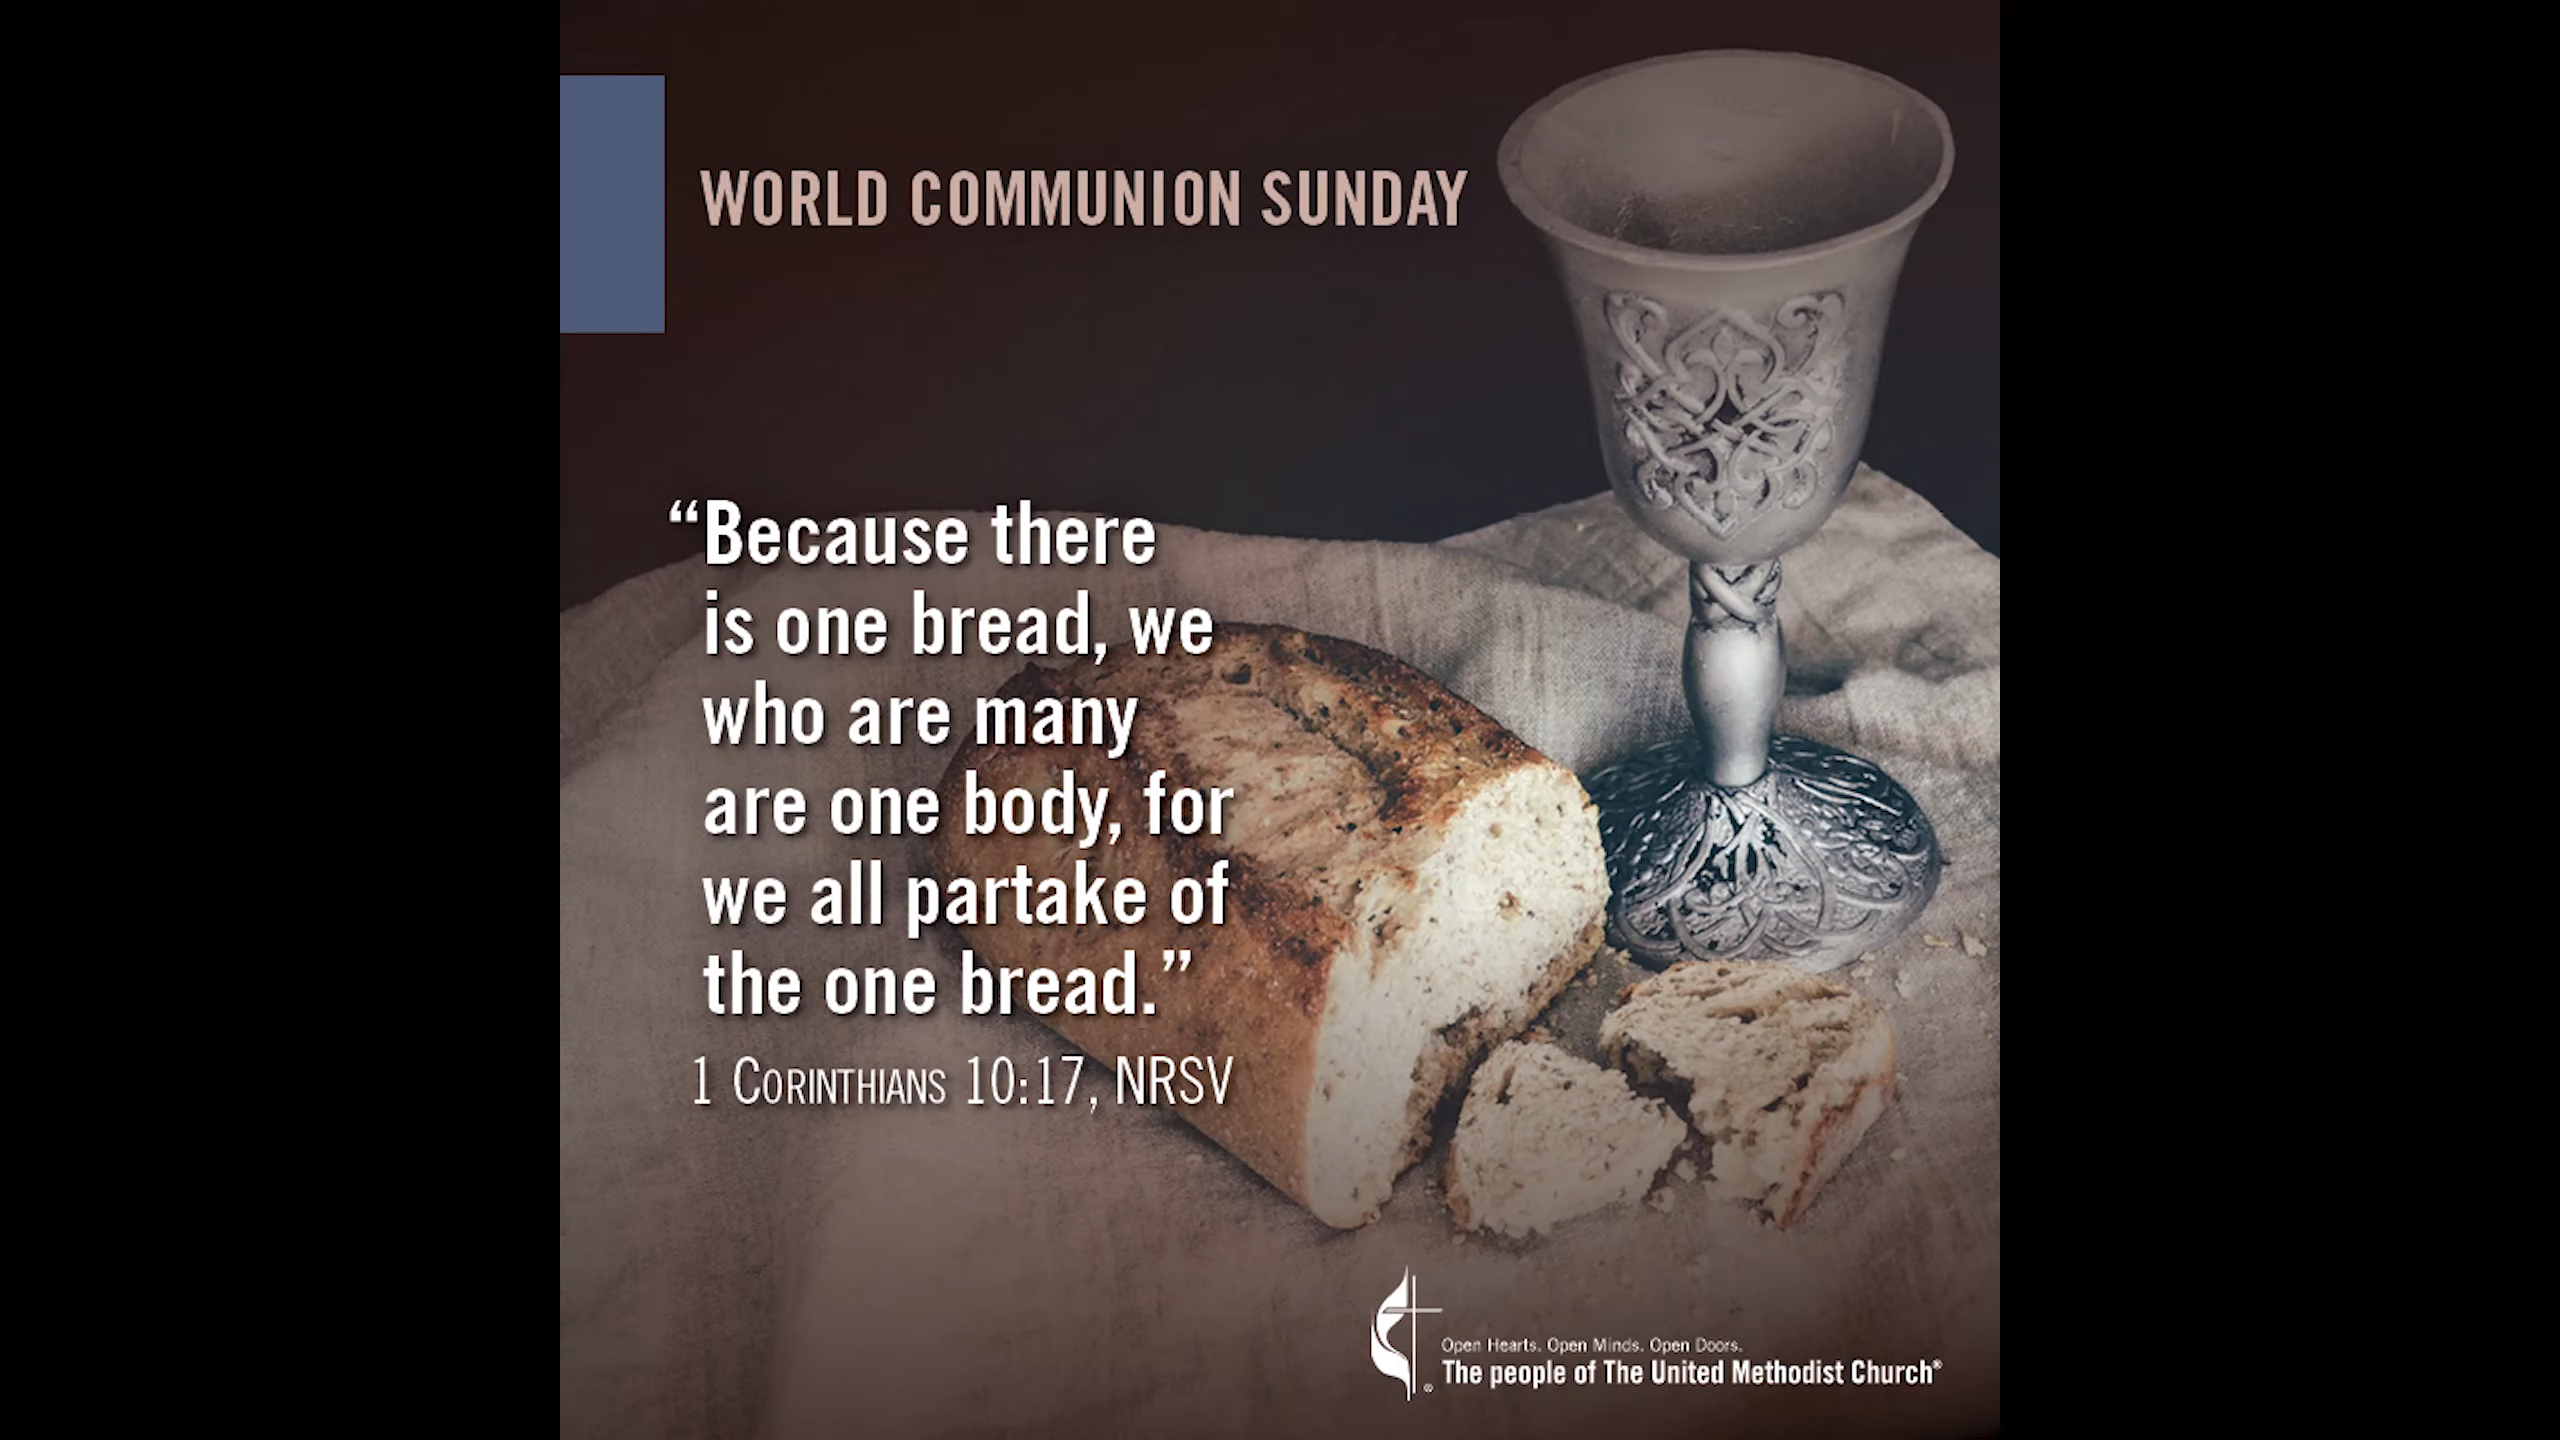 WORLD COMMUNION SUNDAY
“Because there
is one bread, we
who are many
are one body, for
we all partake of
the one bread.”
1 Corinthians 10:17, NRSV
Open Hearts. Open Minds. Open Doors.
The people of The United Methodist Church®
®